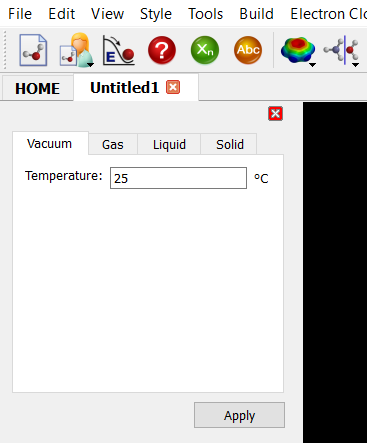 File Edit View Style Tools Build Electron Clo
E ? Xn Abc
HOME Untitled1
Vacuum Gas Liquid Solid
Temperature: 25 ºC
Apply